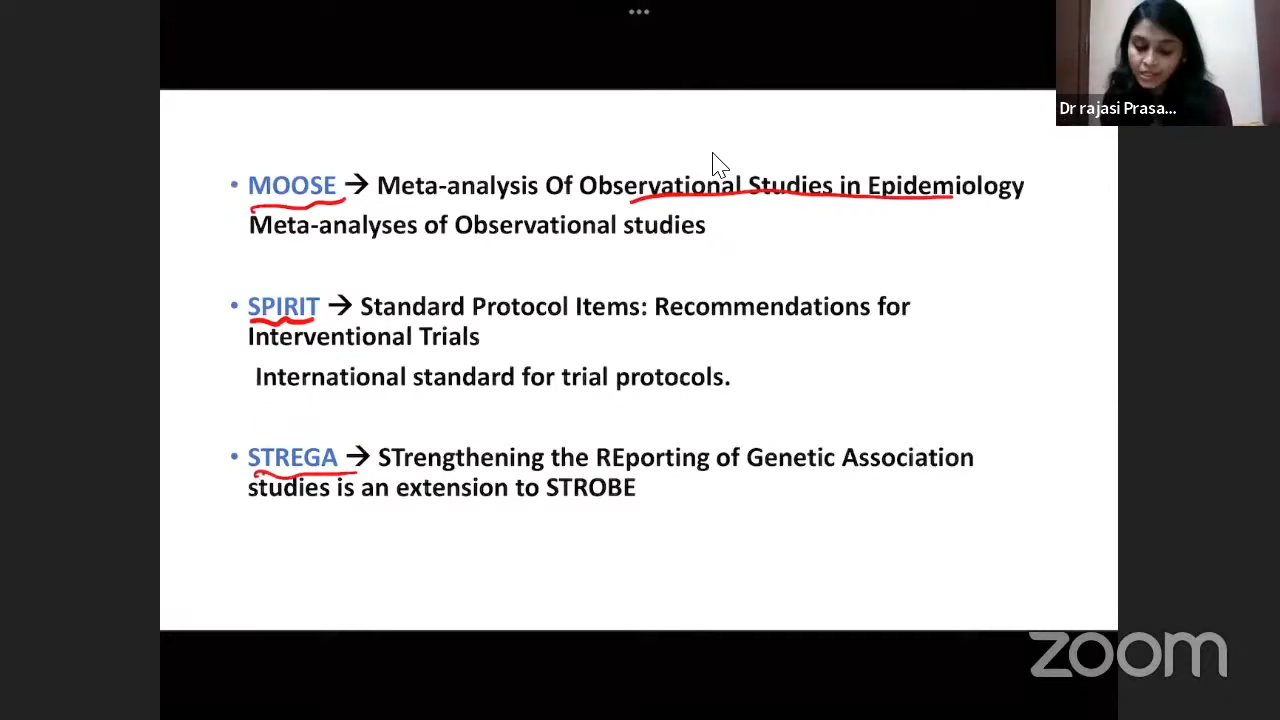 Dr rajasi Prasa...
• MOOSE → Meta-analysis Of Observational Studies in Epidemiology
Meta-analyses of Observational studies
• SPIRIT → Standard Protocol Items: Recommendations for
Interventional Trials
International standard for trial protocols.
• STREGA → STrengthening the REporting of Genetic Association
studies is an extension to STROBE
zoom